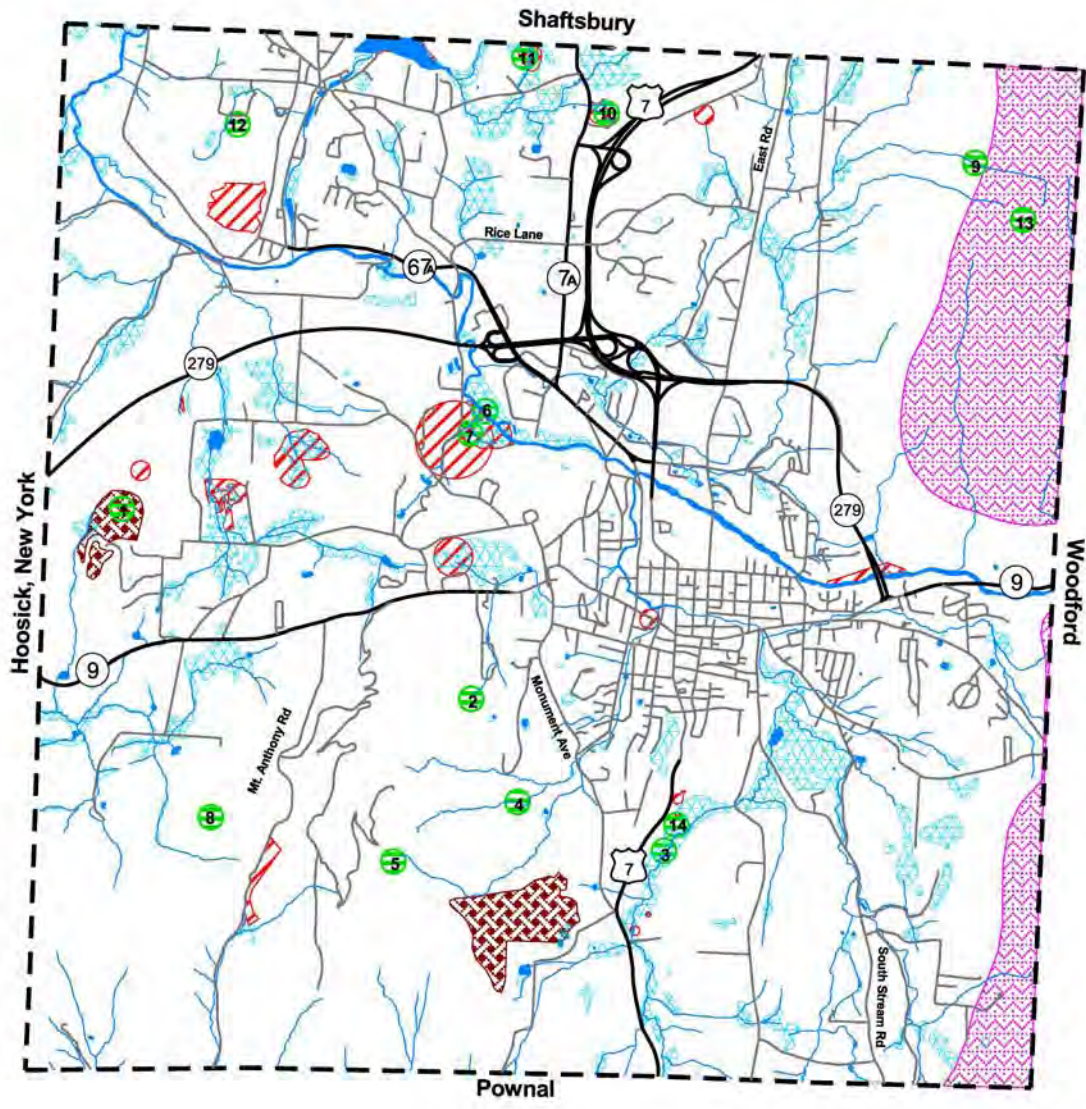 Shaftsbury
11
7
10
12
East Rd
9
13
Rice Lane
67A
7A
279
6
7
1
279
Hoosick, New York
Woodford
9
9
2
Monument Ave
Mt. Anthony Rd
4
8
14
3
5
7
South Stream Rd
Pownal